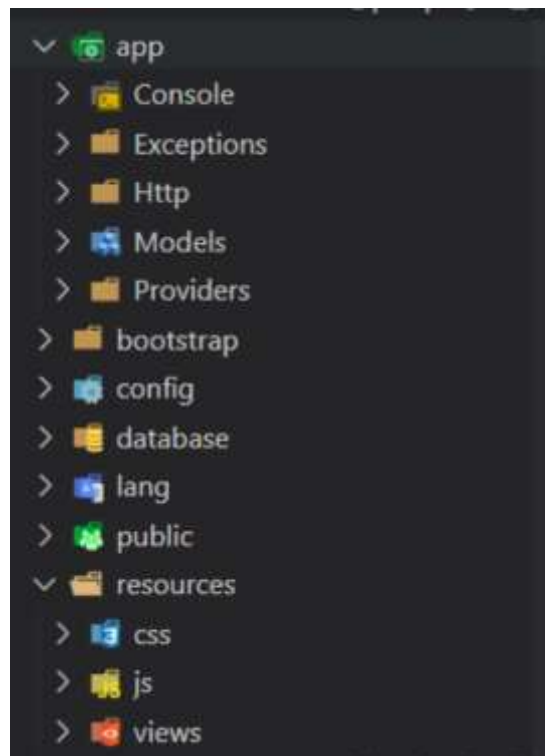 app
Console
Exceptions
Http
Models
Providers
bootstrap
config
database
lang
public
resources
css
js
views